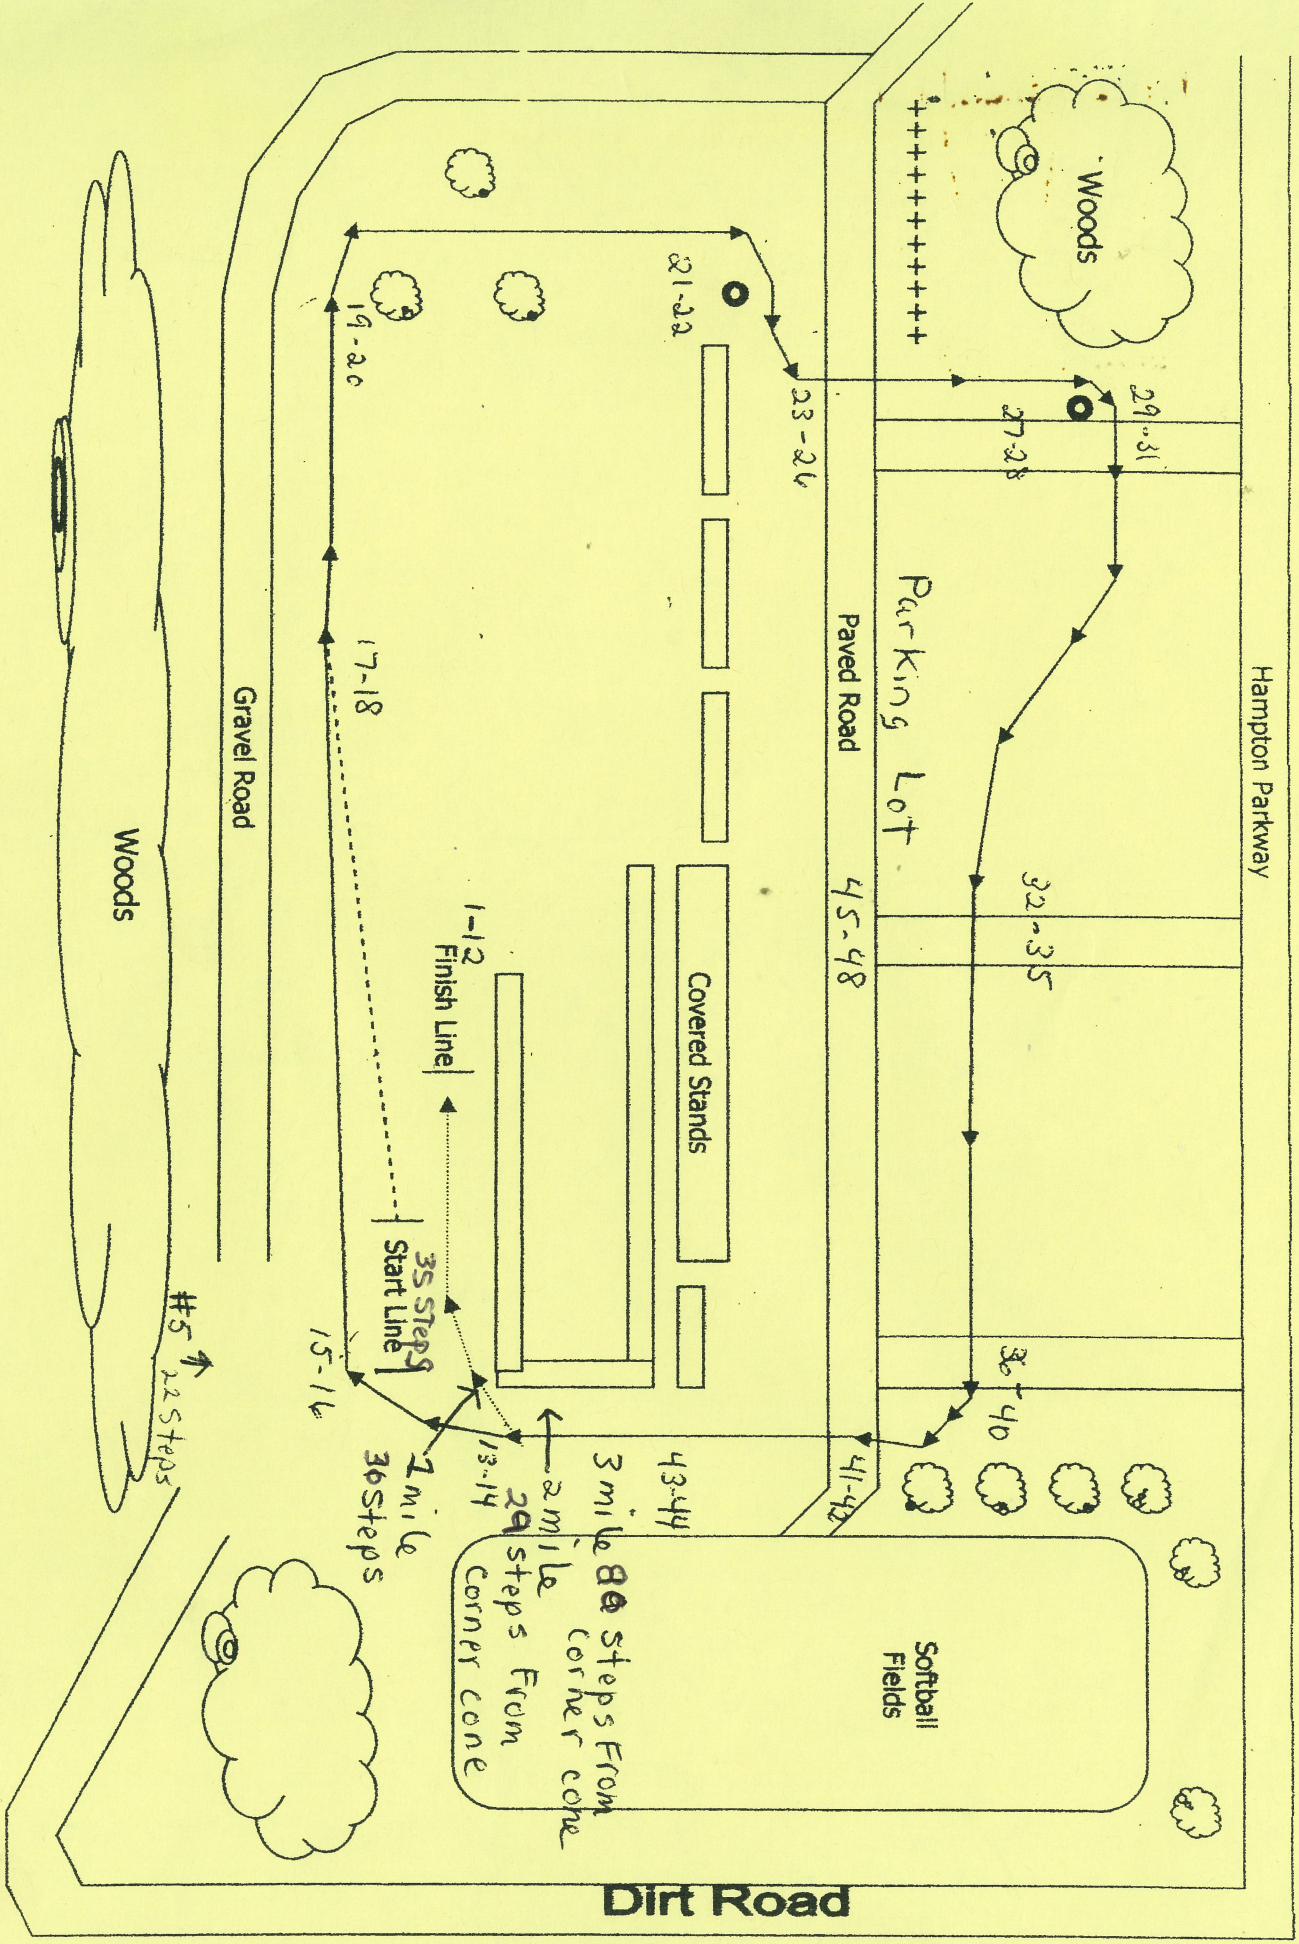 Hampton Parkway
Woods
29-31
27-28
32-35
36-40
Parking Lot
Paved Road
45-48
41-42
23-26
21-22
Covered Stands
43-44
Softball
Fields
3 mile 80 steps From
corner cone
2 mile
29 steps From
corner cone
13-14
1-12
Finish Line
35 Steps
Start Line
1 mile
36 Steps
19-20
17-18
15-16
Gravel Road
#5
22 Steps
Woods
Dirt Road
+++++++++++